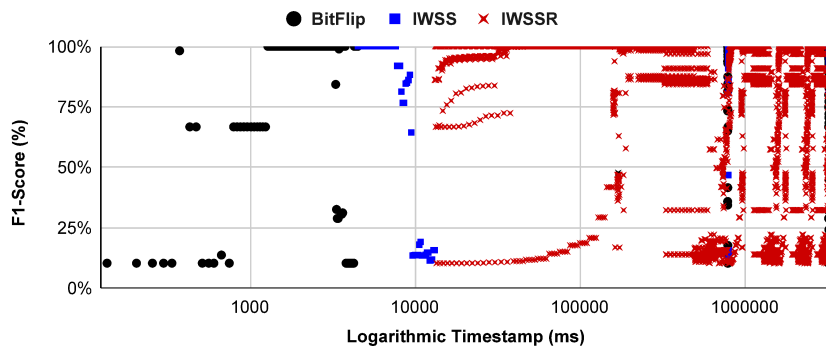 BitFlip IWSS IWSSR
100%
75%
50%
25%
0%
F1-Score (%)
1000 10000 100000 1000000
Logarithmic Timestamp (ms)